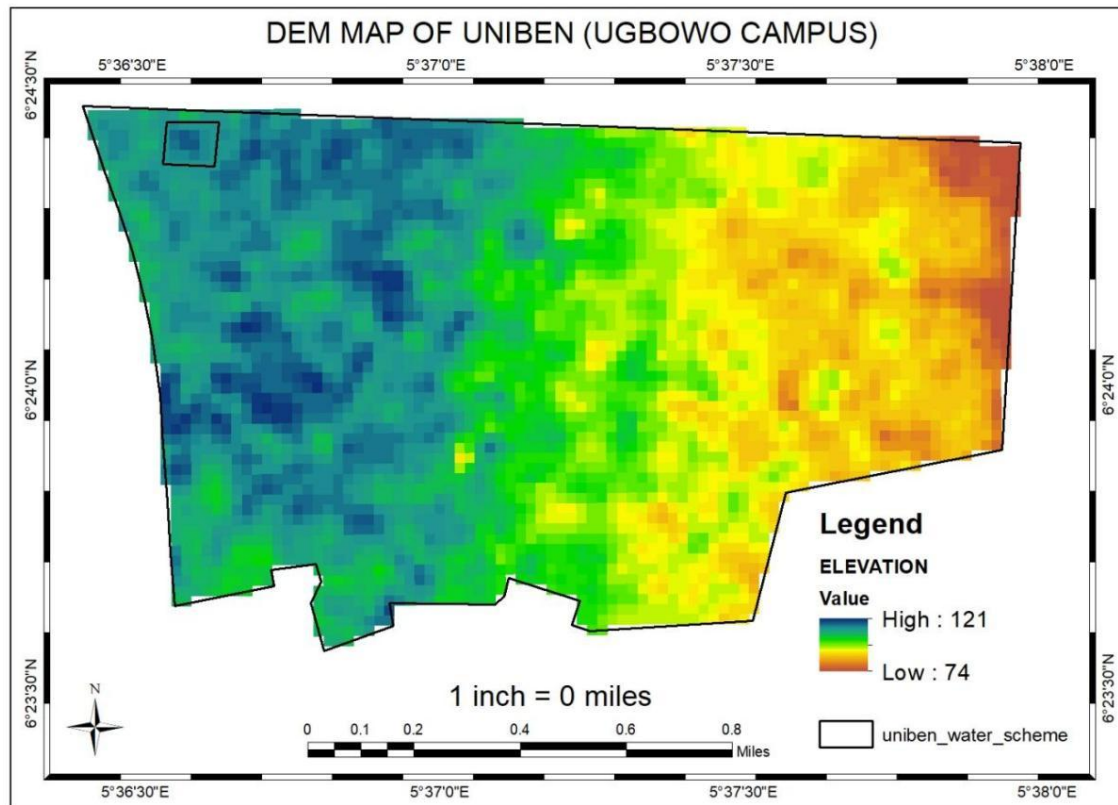 DEM MAP OF UNIBEN (UGBOWO CAMPUS)
5°36'30"E 5°37'0"E 5°37'30"E 5°38'0"E
6°24'30"N 6°24'30"N
6°24'0"N 6°24'0"N
6°23'30"N 6°23'30"N
Legend
ELEVATION
Value
High : 121
Low : 74
uniben_water_scheme
N
1 inch = 0 miles
0 0.1 0.2 0.4 0.6 0.8
Miles
5°36'30"E 5°37'0"E 5°37'30"E 5°38'0"E